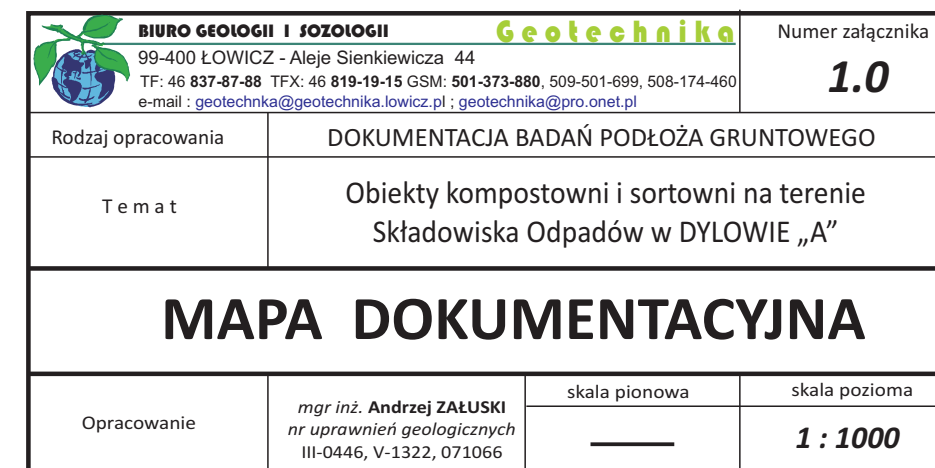 BIURO GEOLOGII I SOZOLOGII Geotechnika
99-400 ŁOWICZ - Aleje Sienkiewicza 44
TF: 46 837-87-88 TFX: 46 819-19-15 GSM: 501-373-880, 509-501-699, 508-174-460
e-mail : geotechnka@geotechnika.lowicz.pl ; geotechnika@pro.onet.pl
Numer załącznika
1.0
Rodzaj opracowania
DOKUMENTACJA BADAŃ PODŁOŻA GRUNTOWEGO
T e m a t
Obiekty kompostowni i sortowni na terenie
Składowiska Odpadów w DYLOWIE „A”
MAPA DOKUMENTACYJNA
Opracowanie
mgr inż. Andrzej ZAŁUSKI
nr uprawnień geologicznych
III-0446, V-1322, 071066
skala pionowa
skala pozioma
1 : 1000